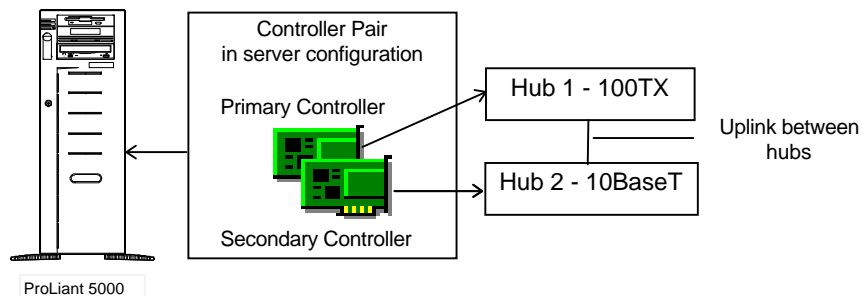 Controller Pair
in server configuration
Primary Controller
Secondary Controller
Hub 1 - 100TX
Hub 2 - 10BaseT
Uplink between
hubs
ProLiant 5000